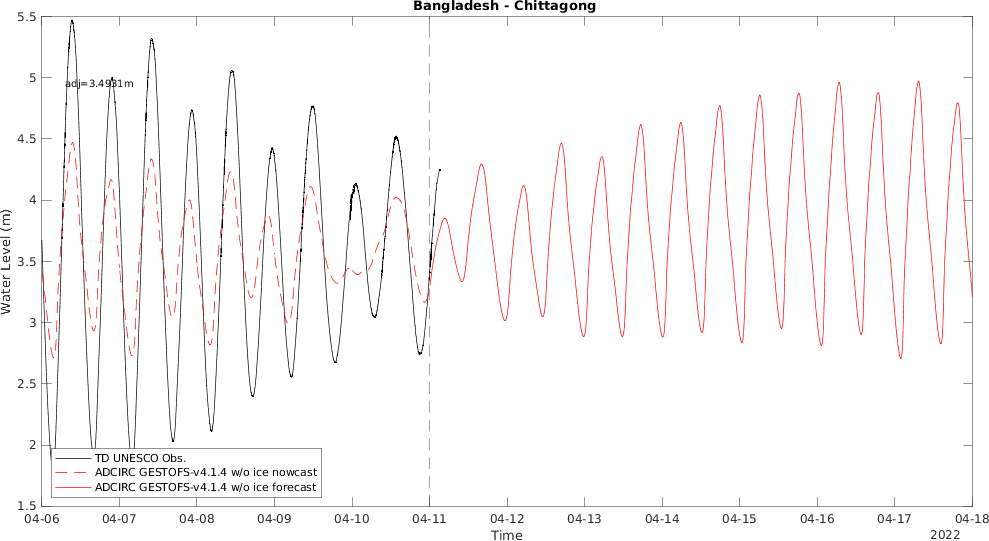 Bangladesh - Chittagong
5.5
5
4.5
4
3.5
3
2.5
2
1.5
Water Level (m)
adj=3.4931m
TD UNESCO Obs.
ADCIRC GESTOFS-v4.1.4 w/o ice nowcast
ADCIRC GESTOFS-v4.1.4 w/o ice forecast
04-06 04-07 04-08 04-09 04-10 04-11 04-12 04-13 04-14 04-15 04-16 04-17 04-18
Time
2022